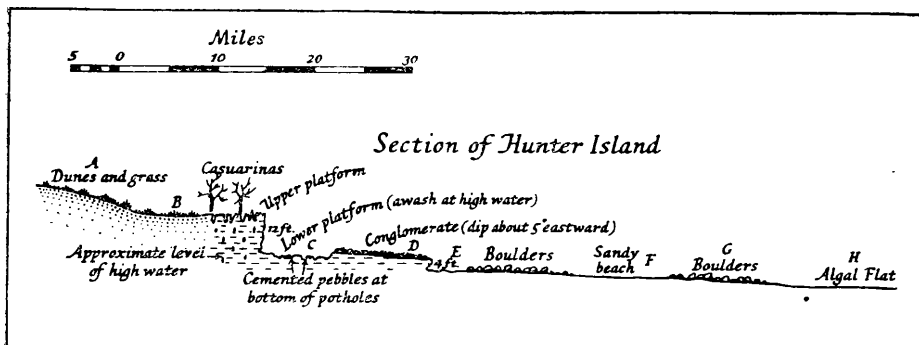 Miles
5 0 10 20 30
Section of Hunter Island
A
Dunes and grass
B
Casuarinas
Upper platform
12 ft.
Lower platform (awash at high water)
C
Conglomerate (dip about 5° eastward)
D
E
4 ft.
Boulders
Sandy
beach F
G
Boulders
H
Algal Flat
Approximate level
of high water
Cemented pebbles at
bottom of potholes